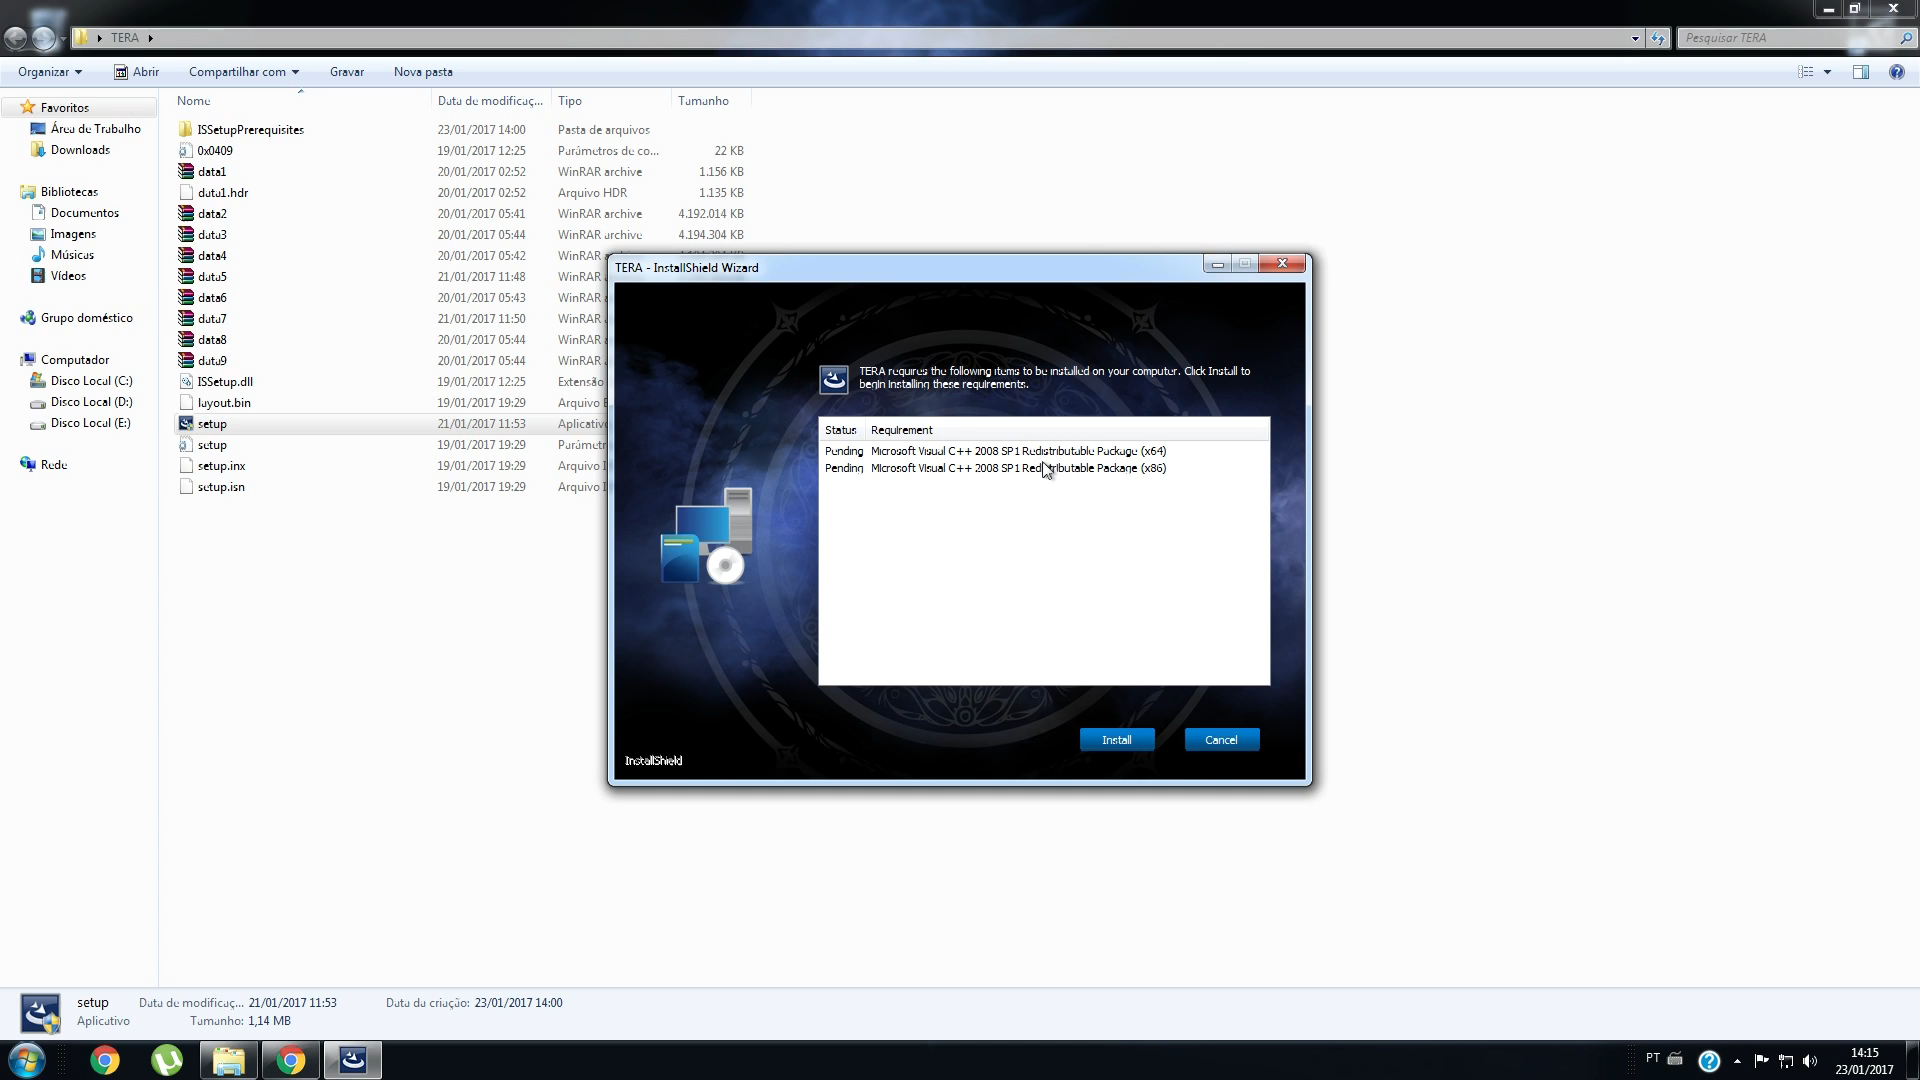 TERA
Pesquisar TERA
Organizar
Abrir
Compartilhar com
Gravar
Nova pasta
Nome
Data de modificaç...
Tipo
Tamanho
Favoritos
Área de Trabalho
Downloads
Bibliotecas
Documentos
Imagens
Músicas
Vídeos
Grupo doméstico
Computador
Disco Local (C:)
Disco Local (D:)
Disco Local (E:)
Rede
ISSetupPrerequisites 23/01/2017 14:00 Pasta de arquivos
0x0409 19/01/2017 12:25 Parâmetros de co... 22 KB
data1 20/01/2017 02:52 WinRAR archive 1.156 KB
data1.hdr 20/01/2017 02:52 Arquivo HDR 1.135 KB
data2 20/01/2017 05:41 WinRAR archive 4.192.014 KB
data3 20/01/2017 05:44 WinRAR archive 4.194.304 KB
data4 20/01/2017 05:42 WinRAR
data5 21/01/2017 11:48 WinRAR
data6 20/01/2017 05:43 WinRAR
data7 21/01/2017 11:50 WinRAR
data8 20/01/2017 05:44 WinRAR
data9 20/01/2017 05:44 WinRAR
ISSetup.dll 19/01/2017 12:25 Extensão
layout.bin 19/01/2017 19:29 Arquivo
setup 21/01/2017 11:53 Aplicativo
setup 19/01/2017 19:29 Parâmetr
setup.inx 19/01/2017 19:29 Arquivo
setup.isn 19/01/2017 19:29 Arquivo
TERA - InstallShield Wizard
TERA requires the following items to be installed on your computer. Click Install to
begin installing these requirements.
Status Requirement
Pending Microsoft Visual C++ 2008 SP1 Redistributable Package (x64)
Pending Microsoft Visual C++ 2008 SP1 Redistributable Package (x86)
Install
Cancel
InstallShield
setup Data de modificaç... 21/01/2017 11:53 Data da criação: 23/01/2017 14:00
Aplicativo Tamanho: 1,14 MB
PT
14:15
23/01/2017